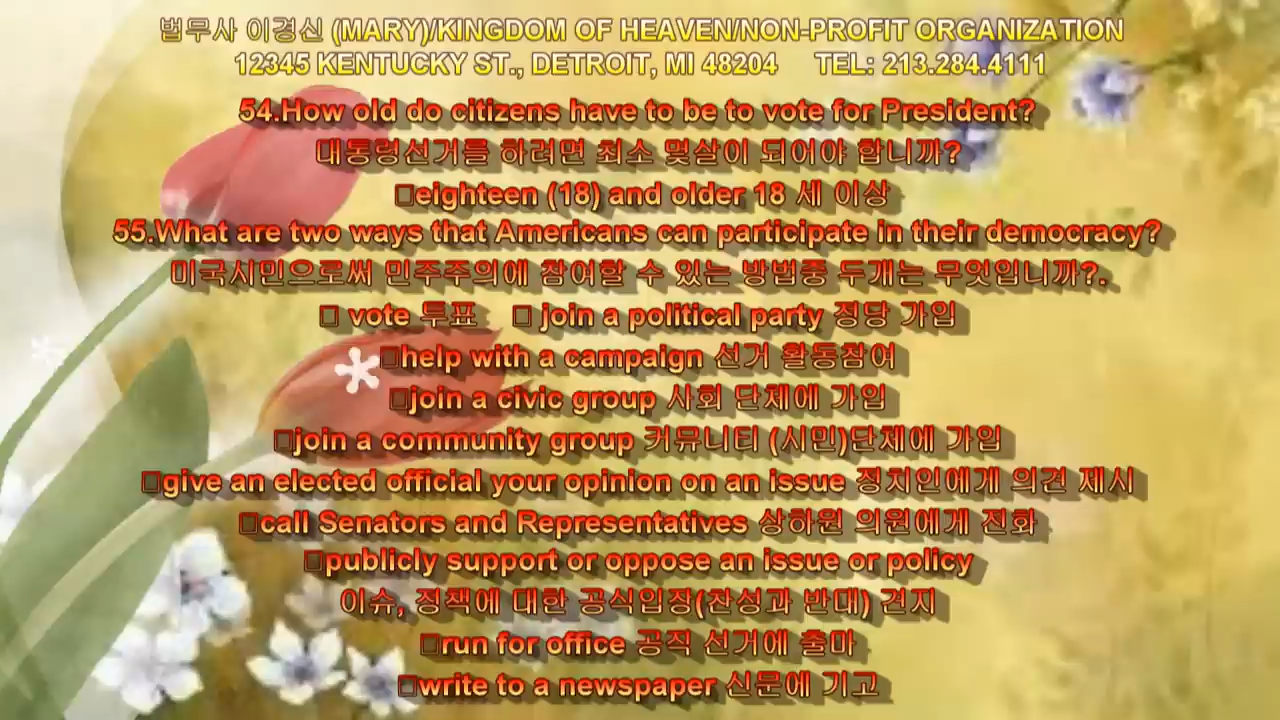 법무사 이경신 (MARY)/KINGDOM OF HEAVEN/NON-PROFIT ORGANIZATION
12345 KENTUCKY ST., DETROIT, MI 48204 TEL: 213.284.4111
54.How old do citizens have to be to vote for President?
대통령선거를 하려면 최소 몇살이 되어야 합니까?
□eighteen (18) and older 18 세 이상
55.What are two ways that Americans can participate in their democracy?
미국시민으로써 민주주의에 참여할 수 있는 방법중 두개는 무엇입니까?.
□ vote 투표 □ join a political party 정당 가입
□help with a campaign 선거 활동참여
□join a civic group 사회 단체에 가입
□join a community group 커뮤니티 (시민)단체에 가입
□give an elected official your opinion on an issue 정치인에게 의견 제시
□call Senators and Representatives 상하원 의원에게 전화
□publicly support or oppose an issue or policy
이슈, 정책에 대한 공식입장(찬성과 반대) 견지
□run for office 공직 선거에 출마
□write to a newspaper 신문에 기고